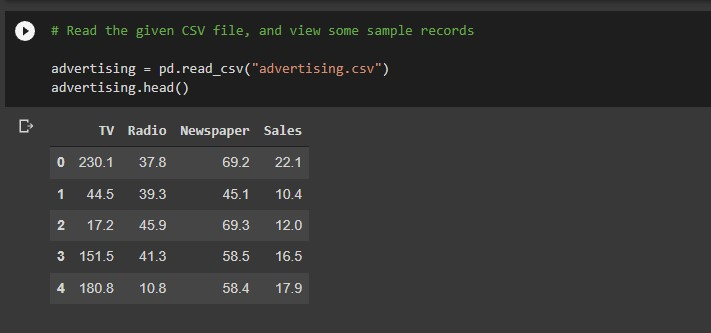 # Read the given CSV file, and view some sample records
advertising = pd.read_csv("advertising.csv")
advertising.head()
TV Radio Newspaper Sales
0 230.1 37.8 69.2 22.1
1 44.5 39.3 45.1 10.4
2 17.2 45.9 69.3 12.0
3 151.5 41.3 58.5 16.5
4 180.8 10.8 58.4 17.9